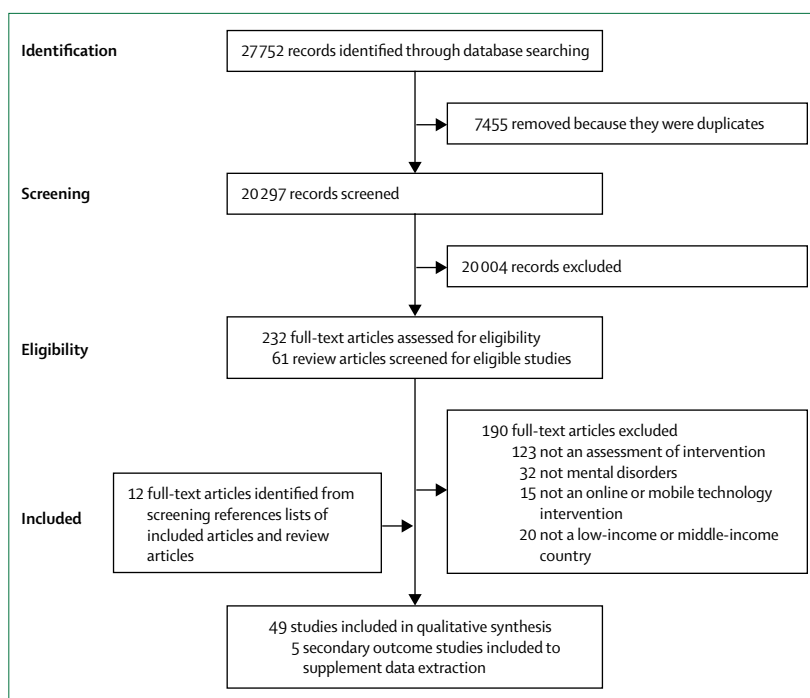 Identification
27752 records identified through database searching
7455 removed because they were duplicates
Screening
20297 records screened
20004 records excluded
Eligibility
232 full-text articles assessed for eligibility
61 review articles screened for eligible studies
190 full-text articles excluded
123 not an assessment of intervention
32 not mental disorders
15 not an online or mobile technology
intervention
20 not a low-income or middle-income
country
Included
12 full-text articles identified from
screening references lists of
included articles and review
articles
49 studies included in qualitative synthesis
5 secondary outcome studies included to
supplement data extraction